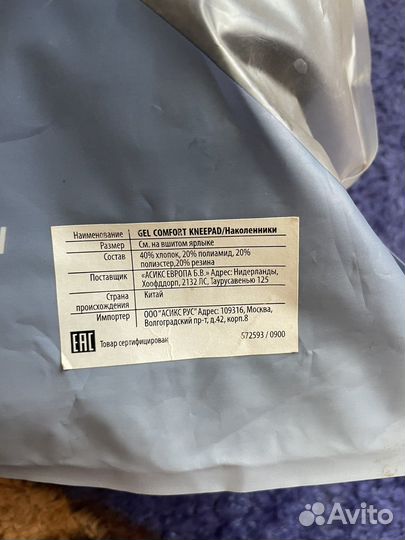 Наименование GEL COMFORT KNEEPAD/Наколенники
Размер См. на вшитом ярлыке
Состав 40% хлопок, 20% полиамид, 20% полиэстер,20% резина
Поставщик «АСИКС ЕВРОПА Б.В.» Адрес: Нидерланды, Хоофддорп, 2132 ЛС, Таурусавеню 125
Страна происхождения Китай
Импортер ООО"АСИКС РУС" Адрес: 109316, Москва, Волгоградский пр-т, д.42, корп.8
EAC Товар сертифицирован 572593 / 0900
Avito